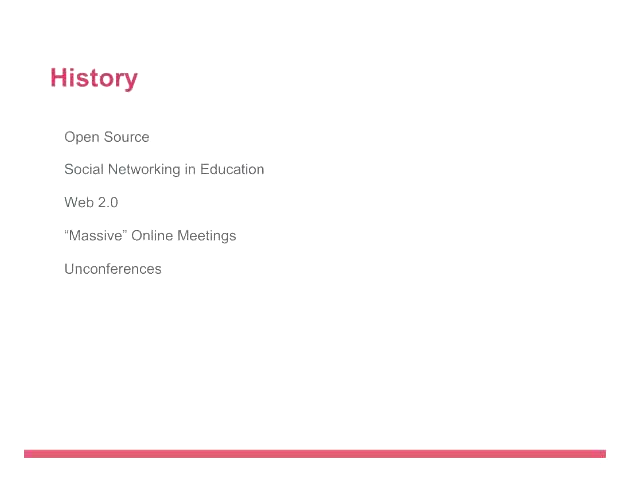 History
Open Source
Social Networking in Education
Web 2.0
“Massive” Online Meetings
Unconferences